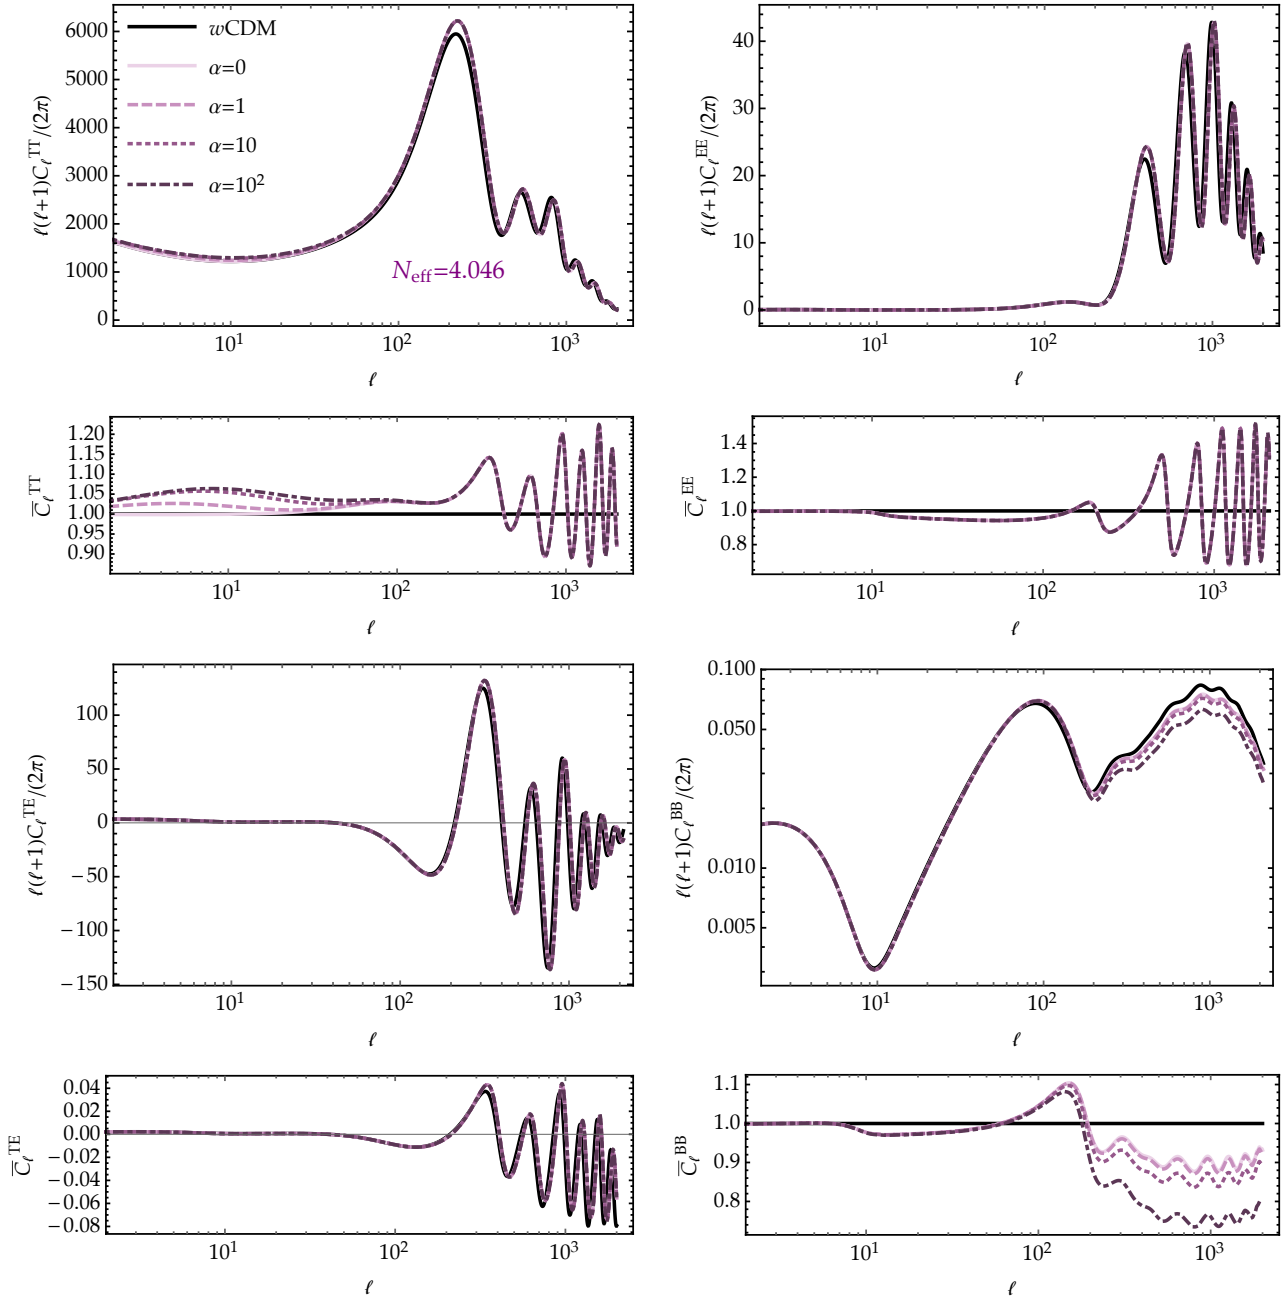 wCDM
α=0
α=1
α=10
α=10²
N_eff=4.046
ℓ(ℓ+1)C_ℓ^TT/(2π)
6000
5000
4000
3000
2000
1000
0
10¹ 10² 10³
ℓ
ℓ(ℓ+1)C_ℓ^EE/(2π)
40
30
20
10
0
10¹ 10² 10³
ℓ
C̅_ℓ^TT
1.20
1.15
1.10
1.05
1.00
0.95
0.90
10¹ 10² 10³
ℓ
C̅_ℓ^EE
1.4
1.2
1.0
0.8
10¹ 10² 10³
ℓ
ℓ(ℓ+1)C_ℓ^TE/(2π)
100
50
0
−50
−100
−150
10¹ 10² 10³
ℓ
ℓ(ℓ+1)C_ℓ^BB/(2π)
0.100
0.050
0.010
0.005
10¹ 10² 10³
ℓ
C̅_ℓ^TE
0.04
0.02
0.00
−0.02
−0.04
−0.06
−0.08
10¹ 10² 10³
ℓ
C̅_ℓ^BB
1.1
1.0
0.9
0.8
10¹ 10² 10³
ℓ